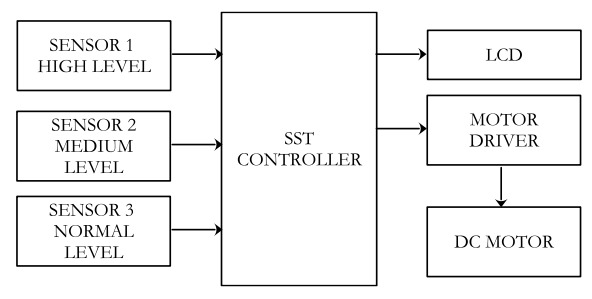 SENSOR 1
HIGH LEVEL
SENSOR 2
MEDIUM
LEVEL
SENSOR 3
NORMAL
LEVEL
SST
CONTROLLER
LCD
MOTOR
DRIVER
DC MOTOR